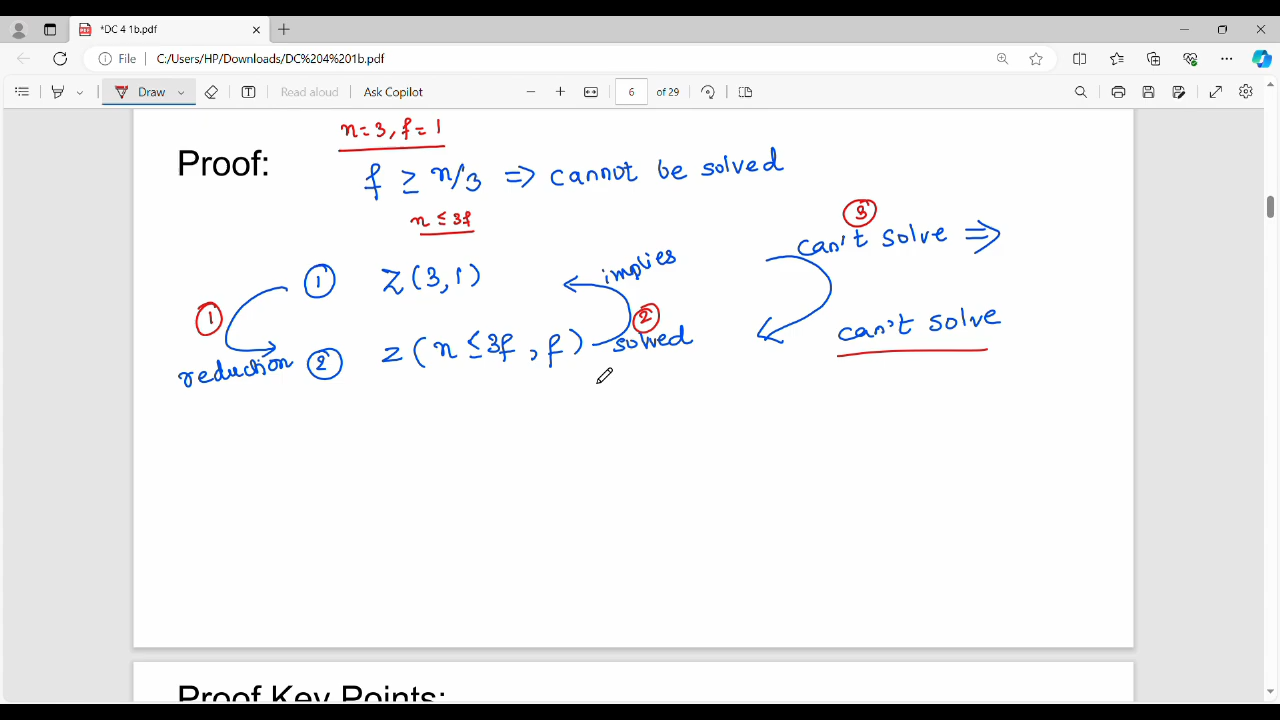 *DC 4 1b.pdf
File C:/Users/HP/Downloads/DC%204%201b.pdf
Draw Read aloud Ask Copilot 6 of 29
n=3, f=1
Proof:
f ≥ n/3 => cannot be solved
n ≤ 3f
3
can't solve =>
1 Z(3,1) implies
1
2
reduction 2 Z(n ≤ 3f, f) solved can't solve
Proof Key Points: